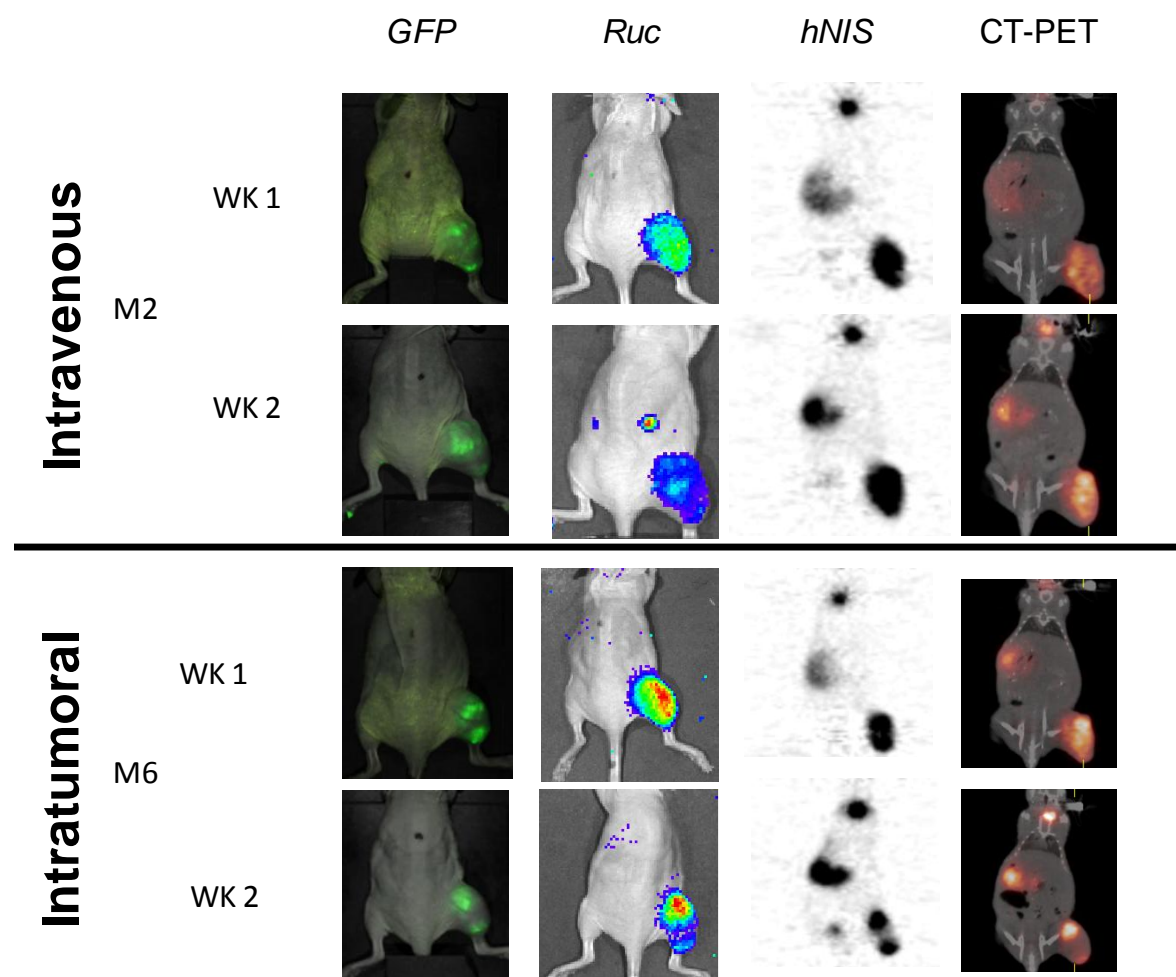 GFP Ruc hNIS CT-PET
Intravenous
M2
WK 1
WK 2
Intratumoral
M6
WK 1
WK 2